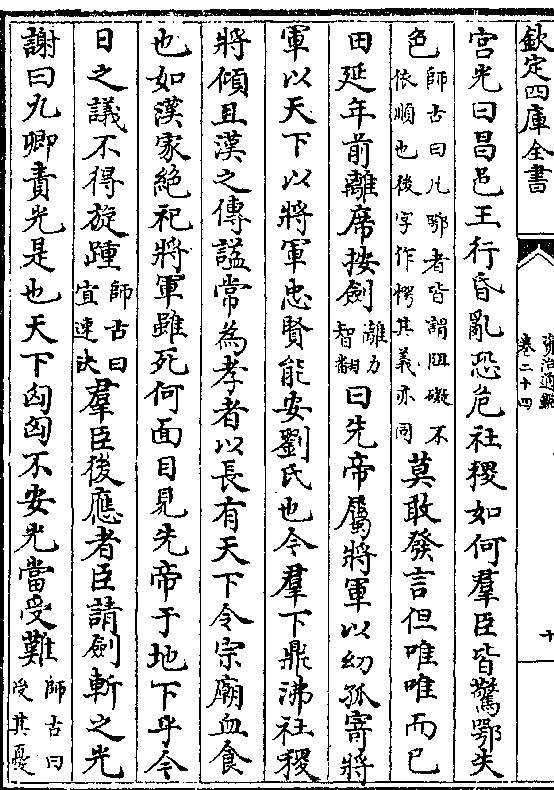 欽定四庫全書
資治通鑑
卷二十四
十
宮光曰昌邑王行昏亂恐危社稷如何羣臣皆驚鄂失
色師古曰凡鄂者皆謂阻礙不依順也後字作愕其義亦同莫敢發言但唯唯而已
田延年前離席按劍離力智翻曰先帝屬將軍以幼孤寄將
軍以天下以將軍忠賢能安劉氏也今羣下鼎沸社稷
將傾且漢之傳謚常為孝者以長有天下令宗廟血食
也如漢家絶祀將軍雖死何面目見先帝于地下乎今
日之議不得旋踵師古曰宜速決羣臣後應者臣請劍斬之光
謝曰九卿責光是也天下匈匈不安光當受難師古曰受其憂